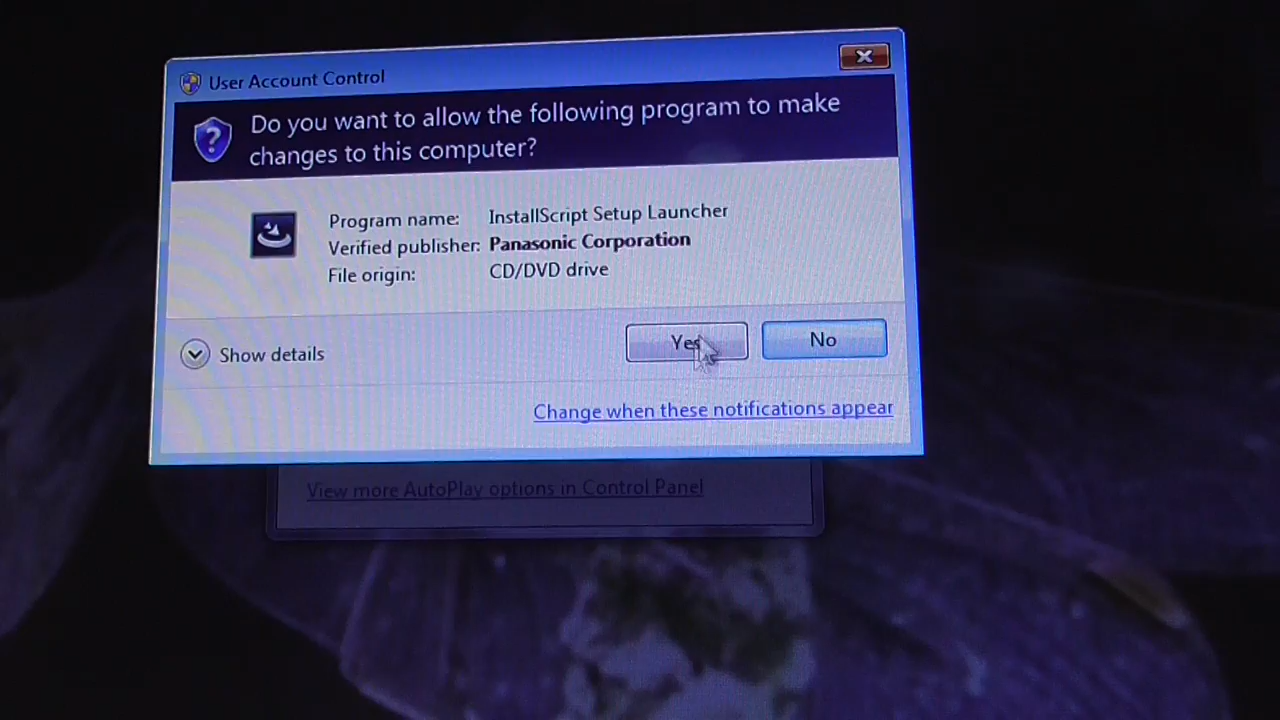 User Account Control
Do you want to allow the following program to make
changes to this computer?
Program name: InstallScript Setup Launcher
Verified publisher: Panasonic Corporation
File origin: CD/DVD drive
Show details
Yes
No
Change when these notifications appear
View more AutoPlay options in Control Panel